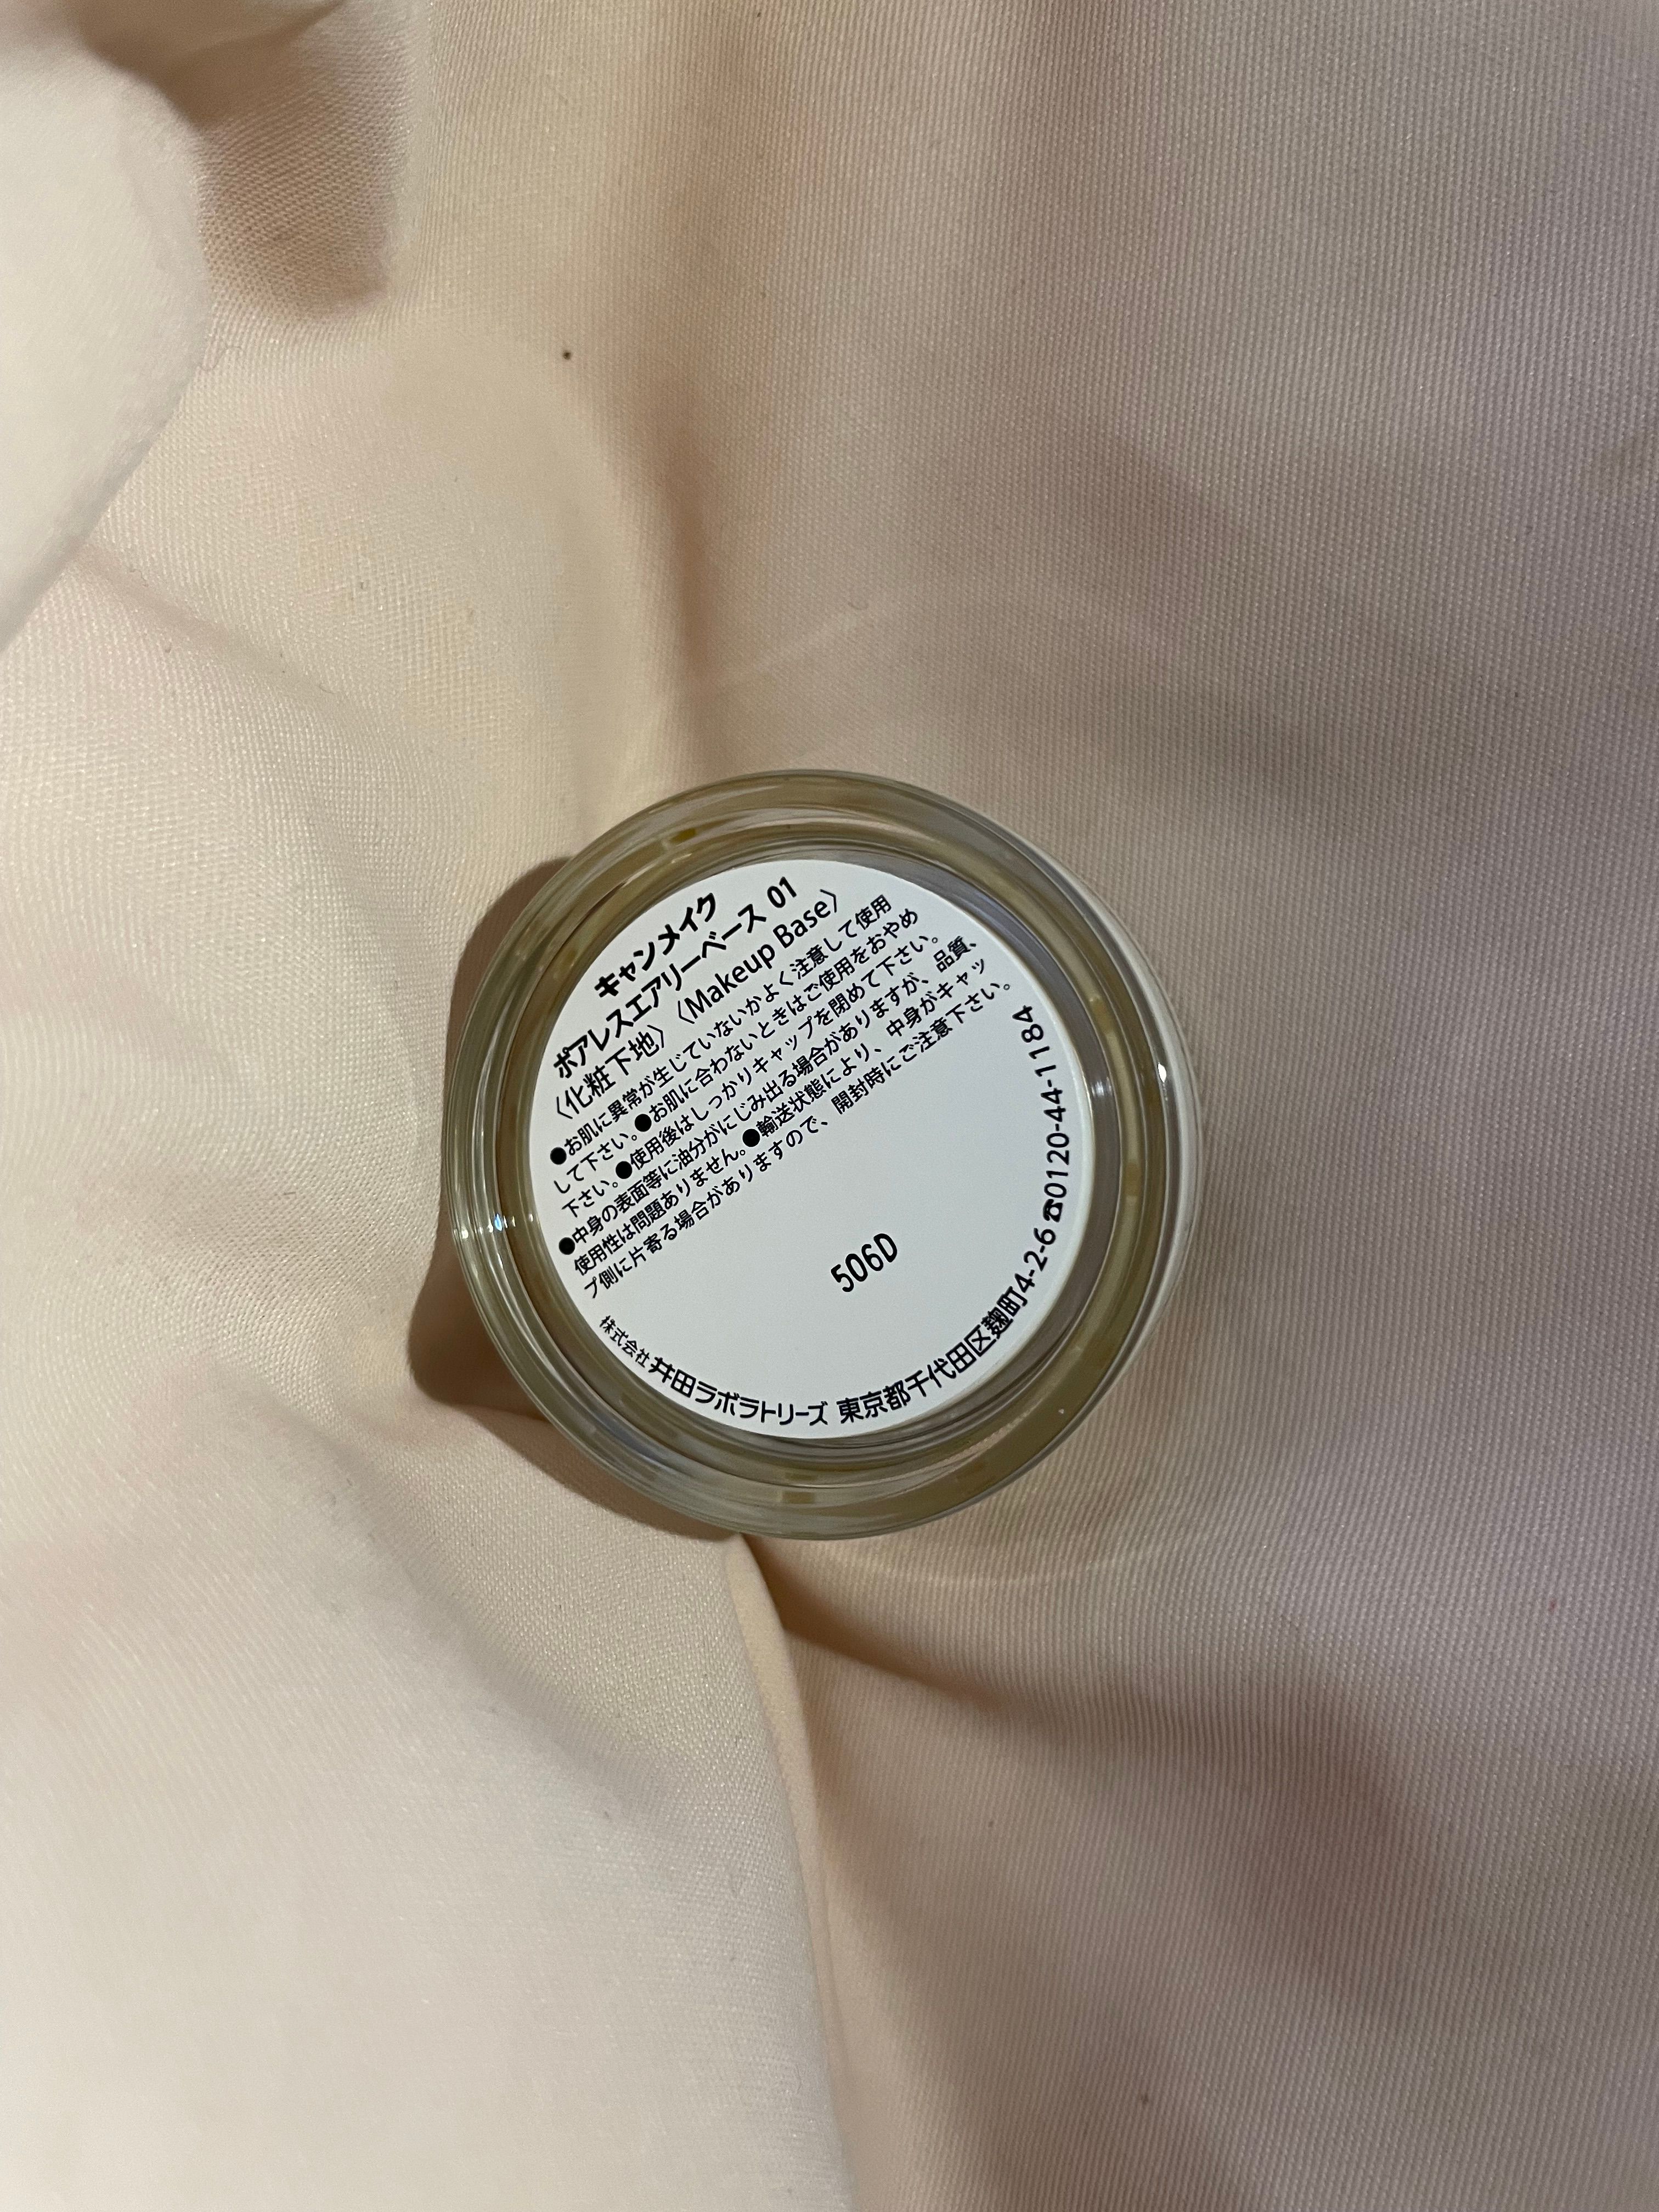 キャンメイク
ポアレスエアリーベース 01
〈化粧下地〉〈Makeup Base〉
●お肌に異常が生じていないかよく注意して使用
して下さい。●お肌に合わないときはご使用をおやめ
下さい。●使用後はしっかりキャップを閉めて下さい。
●中身の表面等に油分がにじみ出る場合がありますが、品質、
使用性は問題ありません。●輸送状態により、中身がキャッ
プ側に片寄る場合がありますので、開封時にご注意下さい。
506D
株式会社井田ラボラトリーズ 東京都千代田区麹町4-2-6 ☎0120-44-1184